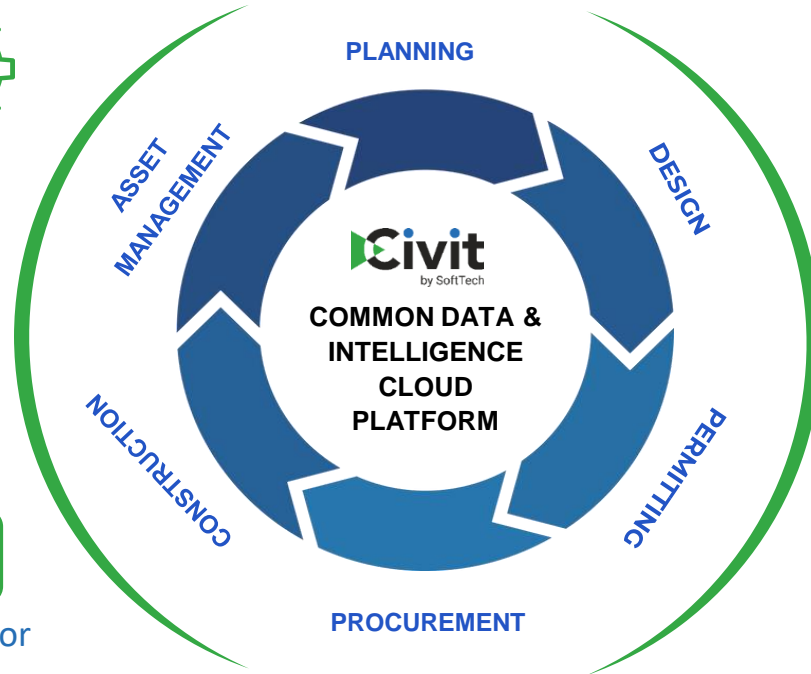 PLANNING
ASSET
MANAGEMENT
DESIGN
Civit
by SoftTech
COMMON DATA &
INTELLIGENCE
CLOUD
PLATFORM
CONSTRUCTION
PERMITTING
PROCUREMENT
or